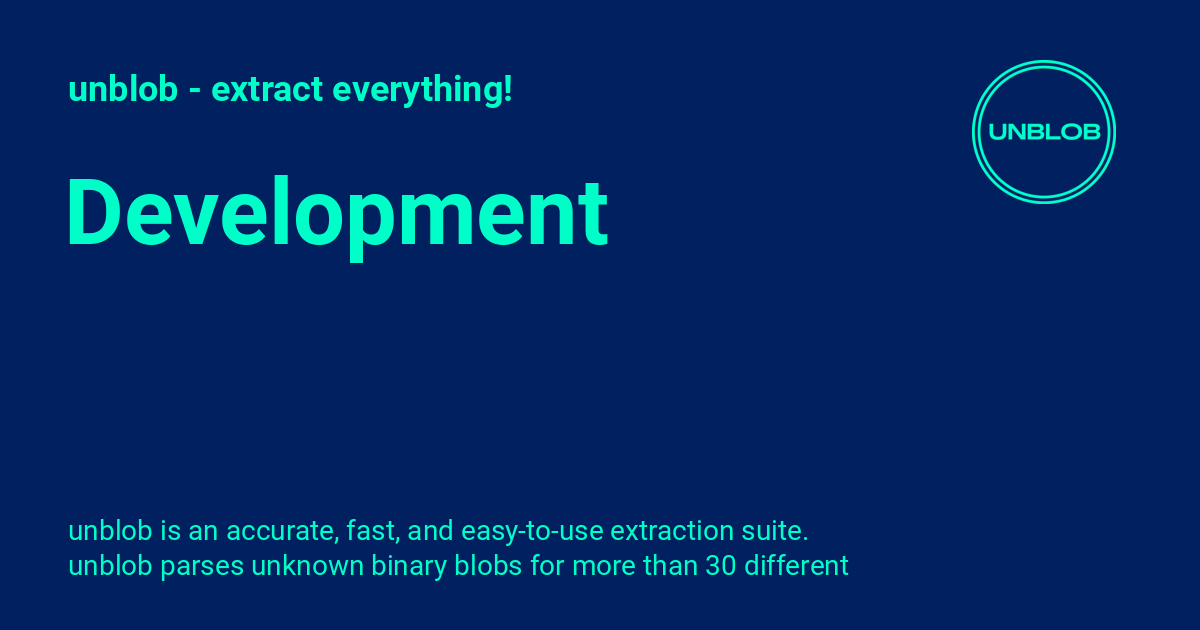 unblob - extract everything!
UNBLOB
Development
unblob is an accurate, fast, and easy-to-use extraction suite.
unblob parses unknown binary blobs for more than 30 different